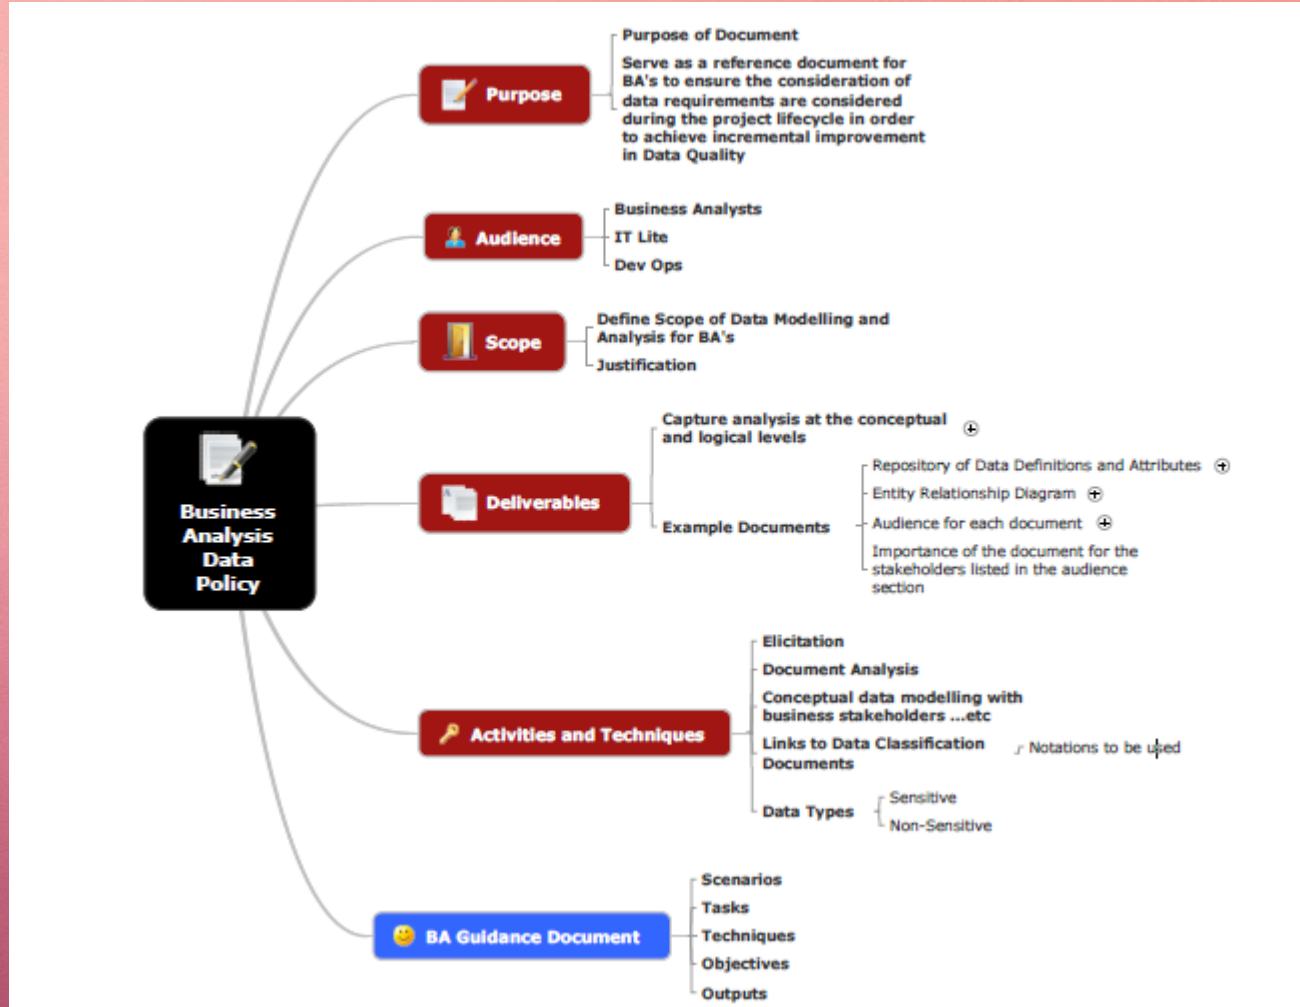 Purpose
Purpose of Document
Serve as a reference document for
BA's to ensure the consideration of
data requirements are considered
during the project lifecycle in order
to achieve incremental improvement
in Data Quality
Audience
Business Analysts
IT Lite
Dev Ops
Scope
Define Scope of Data Modelling and
Analysis for BA's
Justification
Business
Analysis
Data
Policy
Deliverables
Capture analysis at the conceptual
and logical levels
Example Documents
Repository of Data Definitions and Attributes
Entity Relationship Diagram
Audience for each document
Importance of the document for the
stakeholders listed in the audience
section
Activities and Techniques
Elicitation
Document Analysis
Conceptual data modelling with
business stakeholders ...etc
Links to Data Classification
Documents
Notations to be used
Data Types
Sensitive
Non-Sensitive
BA Guidance Document
Scenarios
Tasks
Techniques
Objectives
Outputs